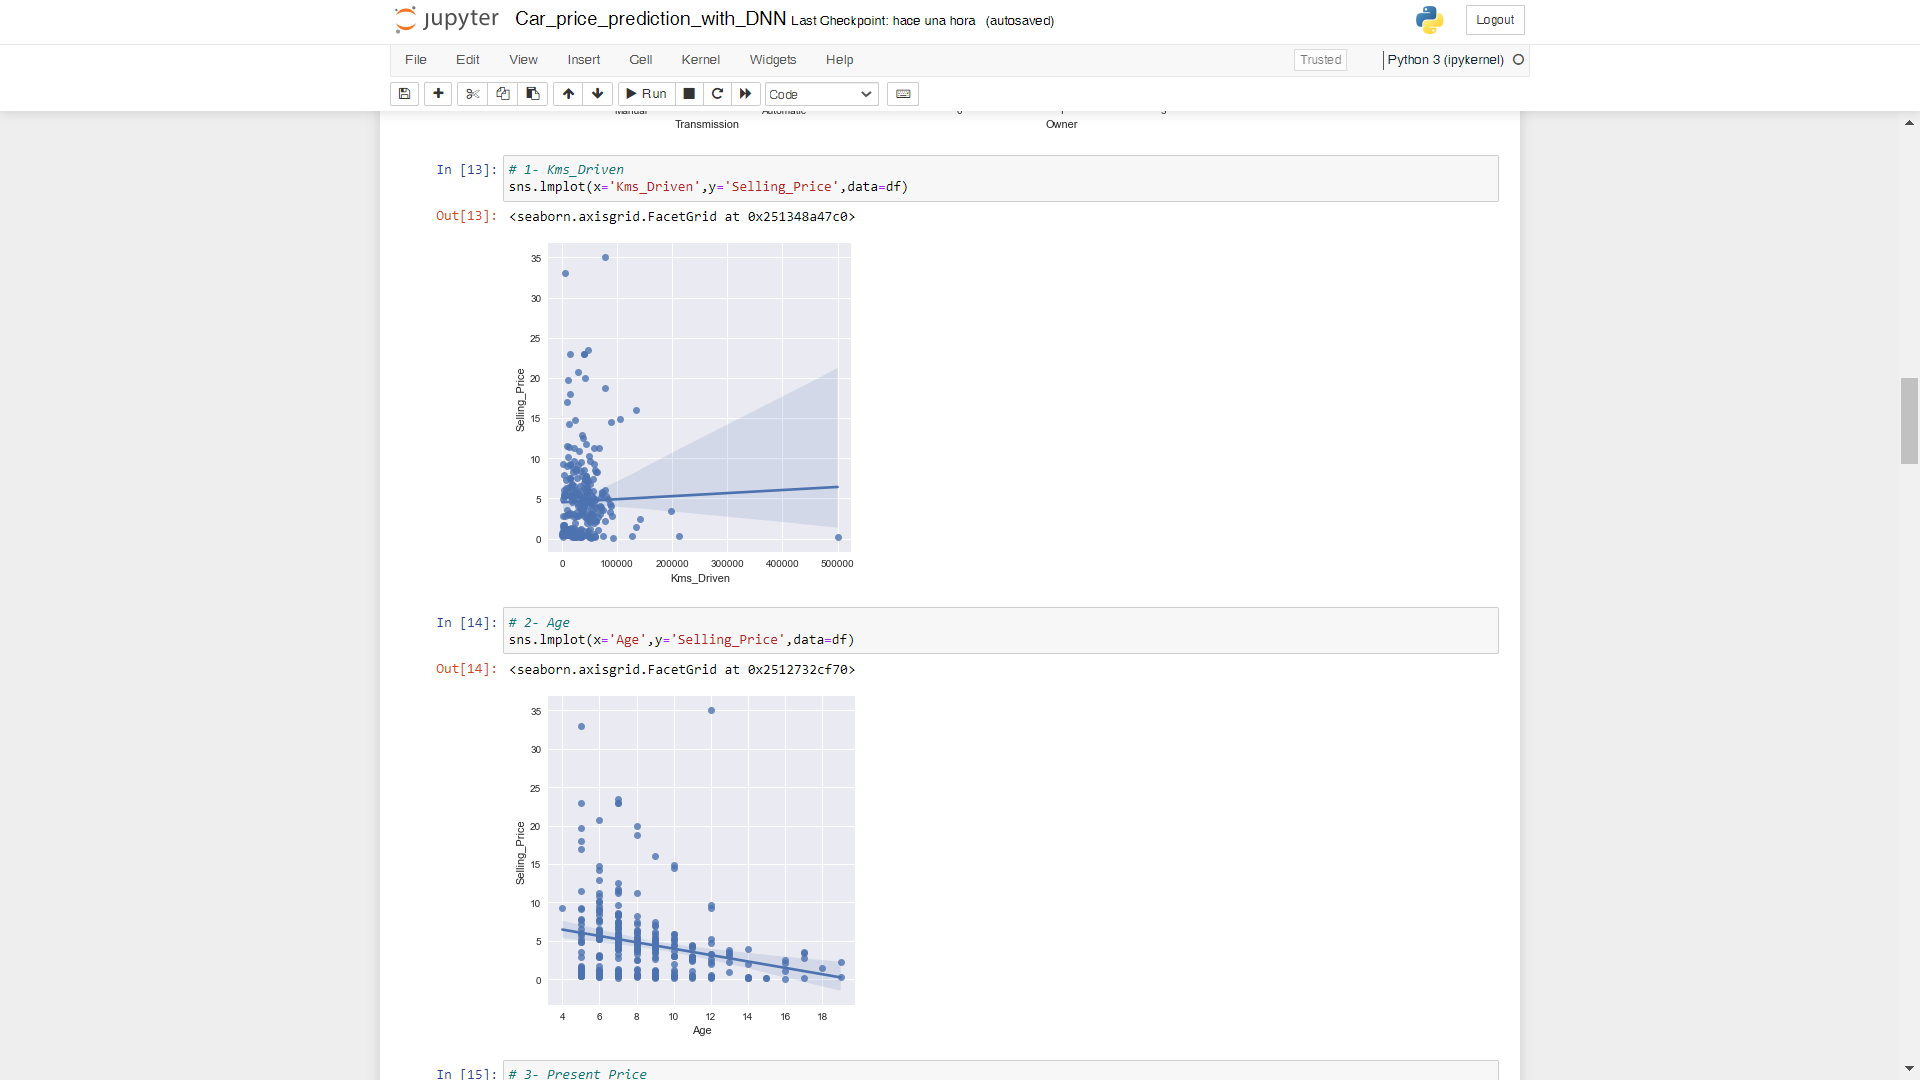 jupyter Car_price_prediction_with_DNN Last Checkpoint: hace una hora (autosaved)
Logout
File Edit View Insert Cell Kernel Widgets Help
Trusted
Python 3 (ipykernel)
Run
Code
Manual Automatic
Transmission Owner
In [13]: # 1- Kms_Driven
sns.lmplot(x='Kms_Driven',y='Selling_Price',data=df)
Out[13]: <seaborn.axisgrid.FacetGrid at 0x251348a47c0>
35
30
25
20
15
10
5
0
Selling_Price
0 100000 200000 300000 400000 500000
Kms_Driven
In [14]: # 2- Age
sns.lmplot(x='Age',y='Selling_Price',data=df)
Out[14]: <seaborn.axisgrid.FacetGrid at 0x2512732cf70>
35
30
25
20
15
10
5
0
Selling_Price
4 6 8 10 12 14 16 18
Age
In [15]: # 3- Present_Price